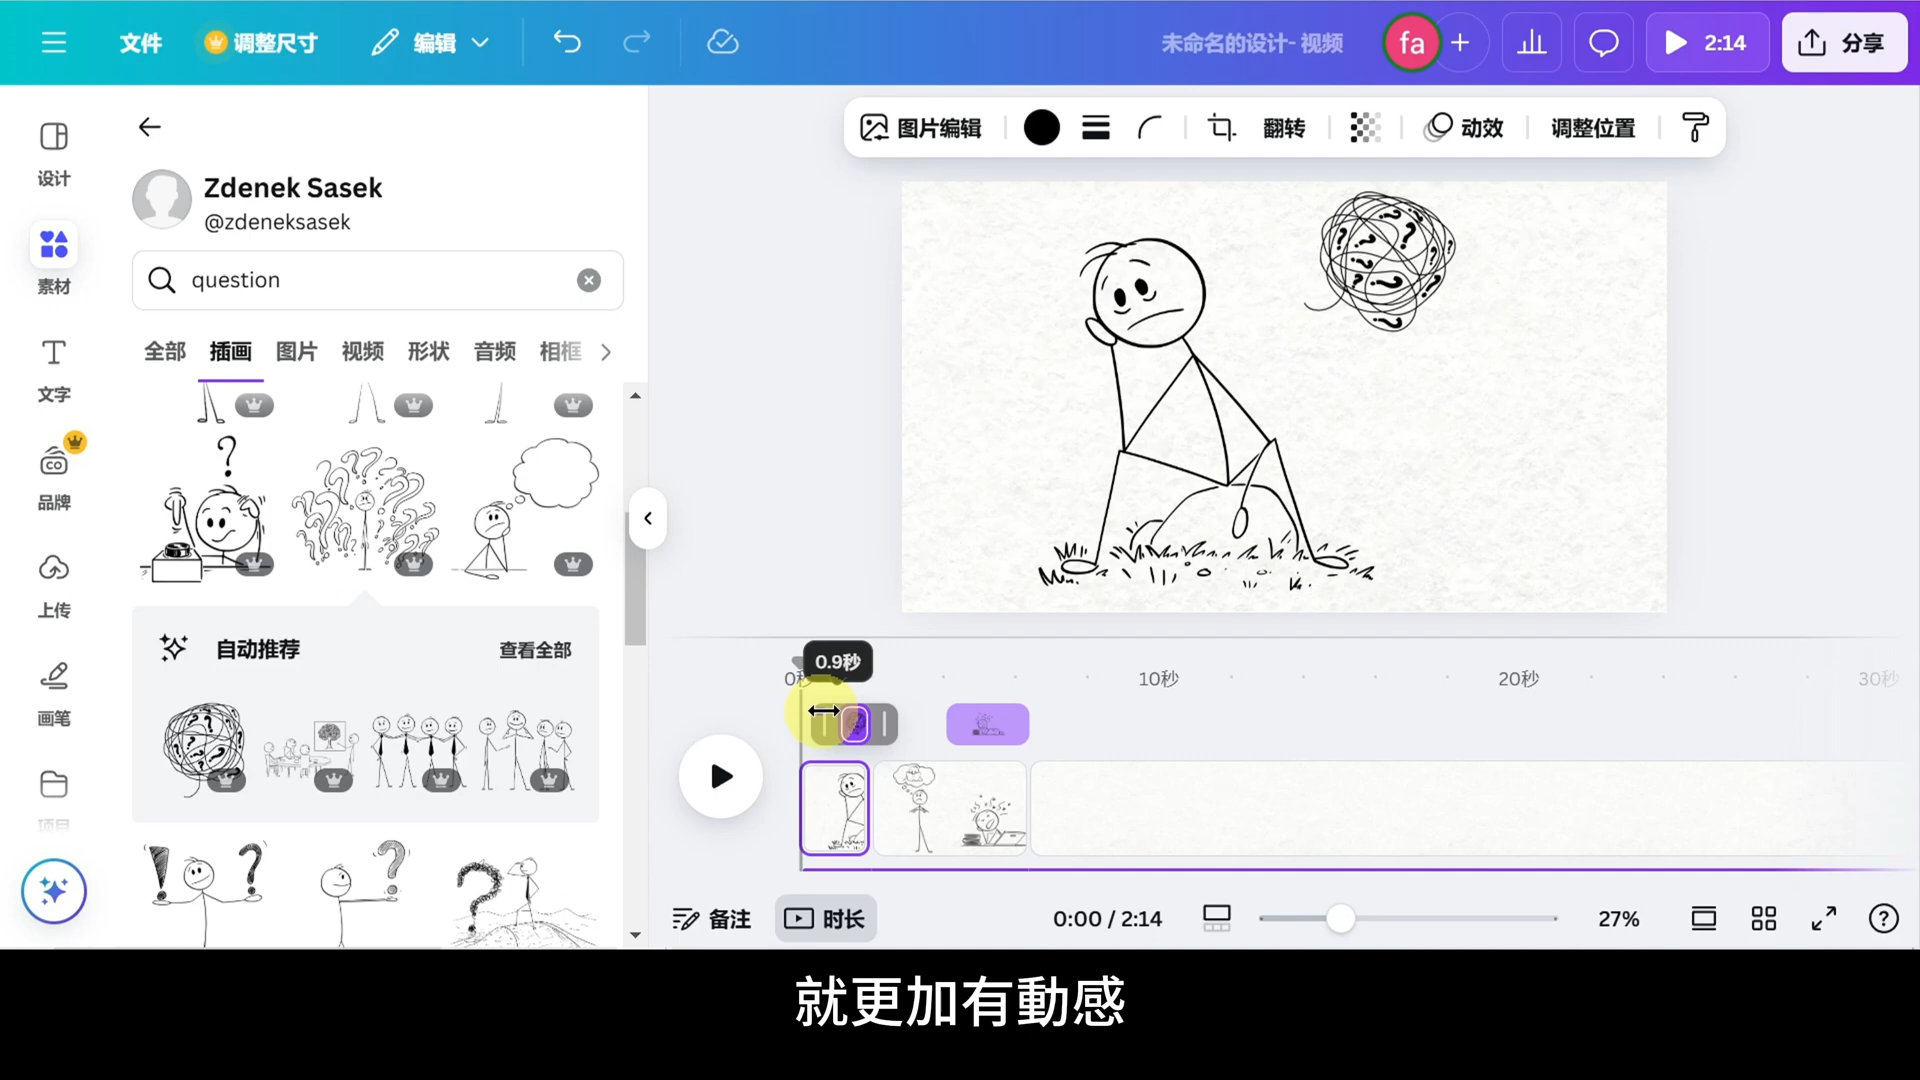 文件
调整尺寸
编辑
未命名的设计- 视频
fa
2:14
分享
设计
素材
文字
品牌
上传
画笔
项目
Zdenek Sasek
@zdeneksasek
question
全部
插画
图片
视频
形状
音频
相框
自动推荐
查看全部
图片编辑
翻转
动效
调整位置
0.9秒
10秒
20秒
30秒
备注
时长
0:00 / 2:14
27%
就更加有動感